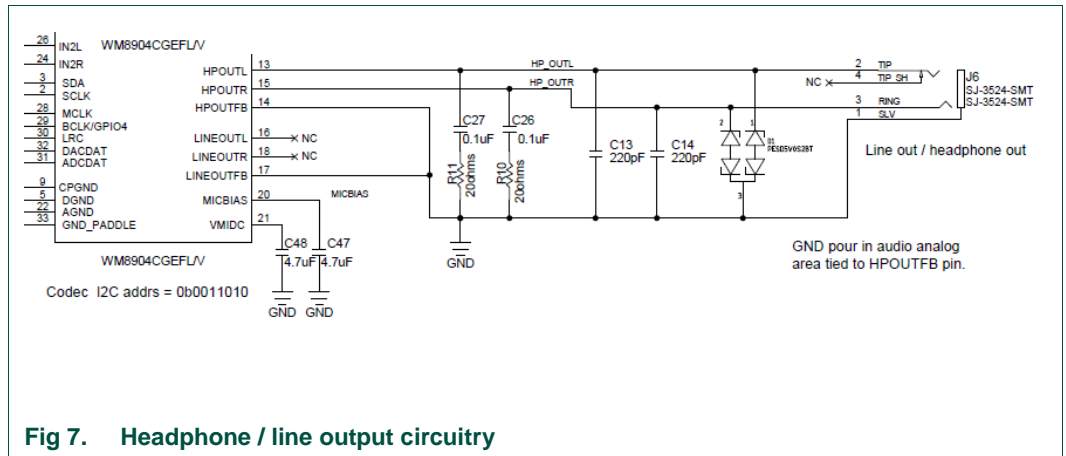 WM8904CGEFL/V
26 IN2L
24 IN2R
3 SDA
2 SCLK
28 MCLK
29 BCLK/GPIO4
30 LRC
32 DACDAT
31 ADCDAT
9 CPGND
5 DGND
22 AGND
33 GND_PADDLE
HPOUTL 13
HPOUTR 15
HPOUTFB 14
LINEOUTL 16 NC
LINEOUTR 18 NC
LINEOUTFB 17
MICBIAS 20 MICBIAS
VMIDC 21
WM8904CGEFL/V
Codec I2C addrs = 0b0011010
C48
4.7uF
GND
C47
4.7uF
GND
HP_OUTL
HP_OUTR
C27
0.1uF
R11
20ohms
C26
0.1uF
R10
20ohms
GND
C13
220pF
C14
220pF
2
1
D1
PESD5V0S2BT
3
2 TIP
NC 4 TIP_SH
3 RING
1 SLV
J6
SJ-3524-SMT
SJ-3524-SMT
Line out / headphone out
GND pour in audio analog
area tied to HPOUTFB pin.
Fig 7. Headphone / line output circuitry